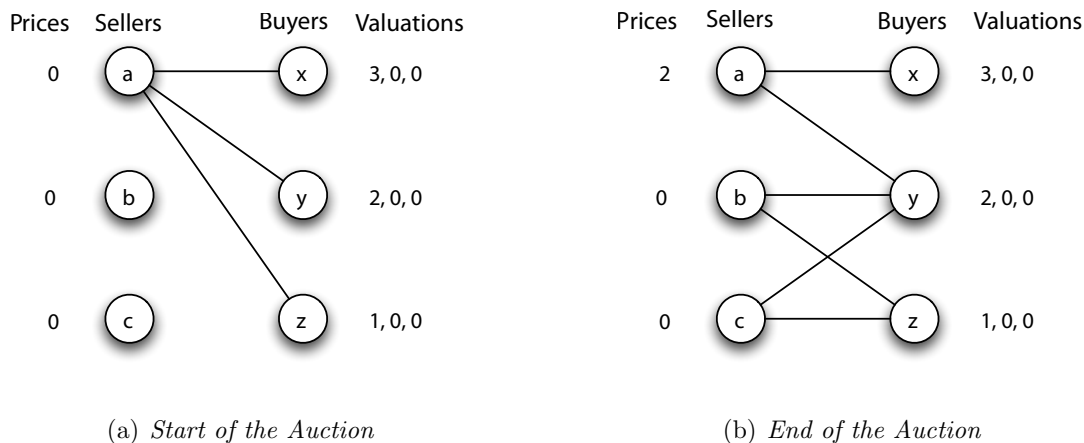 Prices Sellers Buyers Valuations
0 a x 3, 0, 0
0 b y 2, 0, 0
0 c z 1, 0, 0
(a) Start of the Auction
Prices Sellers Buyers Valuations
2 a x 3, 0, 0
0 b y 2, 0, 0
0 c z 1, 0, 0
(b) End of the Auction